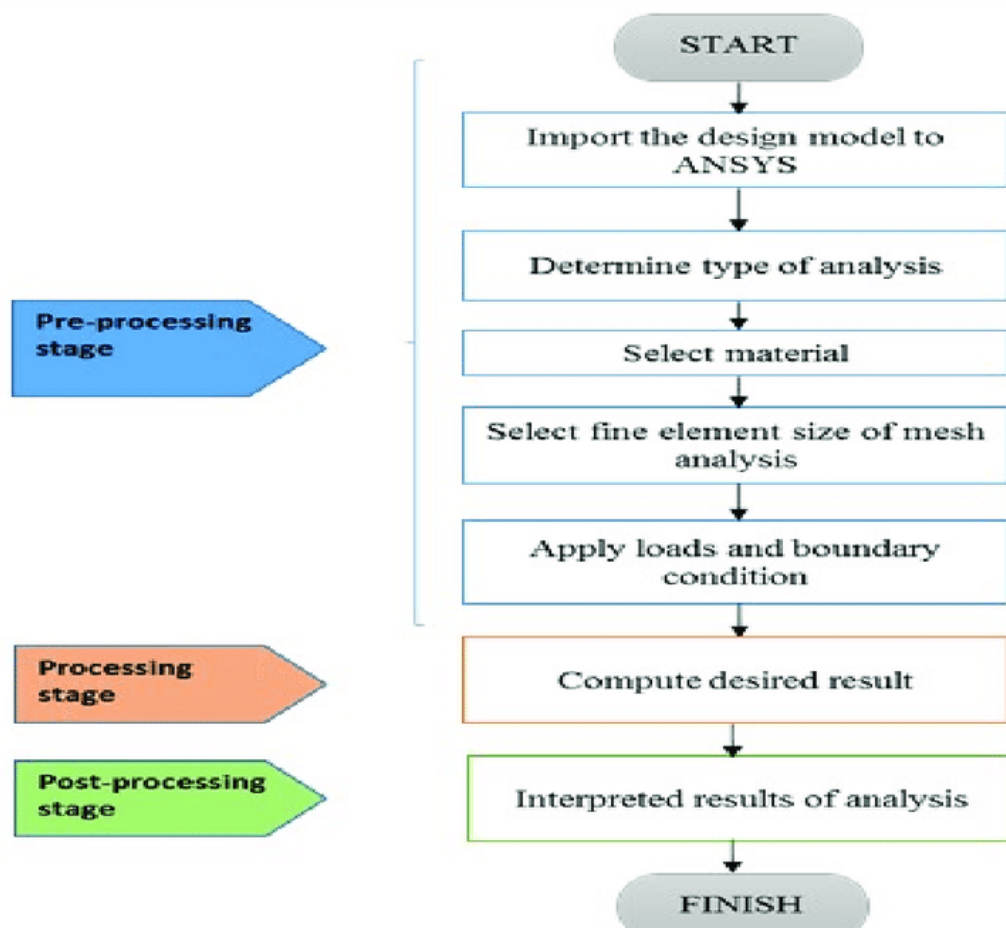 START
Import the design model to
ANSYS
Determine type of analysis
Pre-processing
stage
Select material
Select fine element size of mesh
analysis
Apply loads and boundary
condition
Processing
stage
Compute desired result
Post-processing
stage
Interpreted results of analysis
FINISH